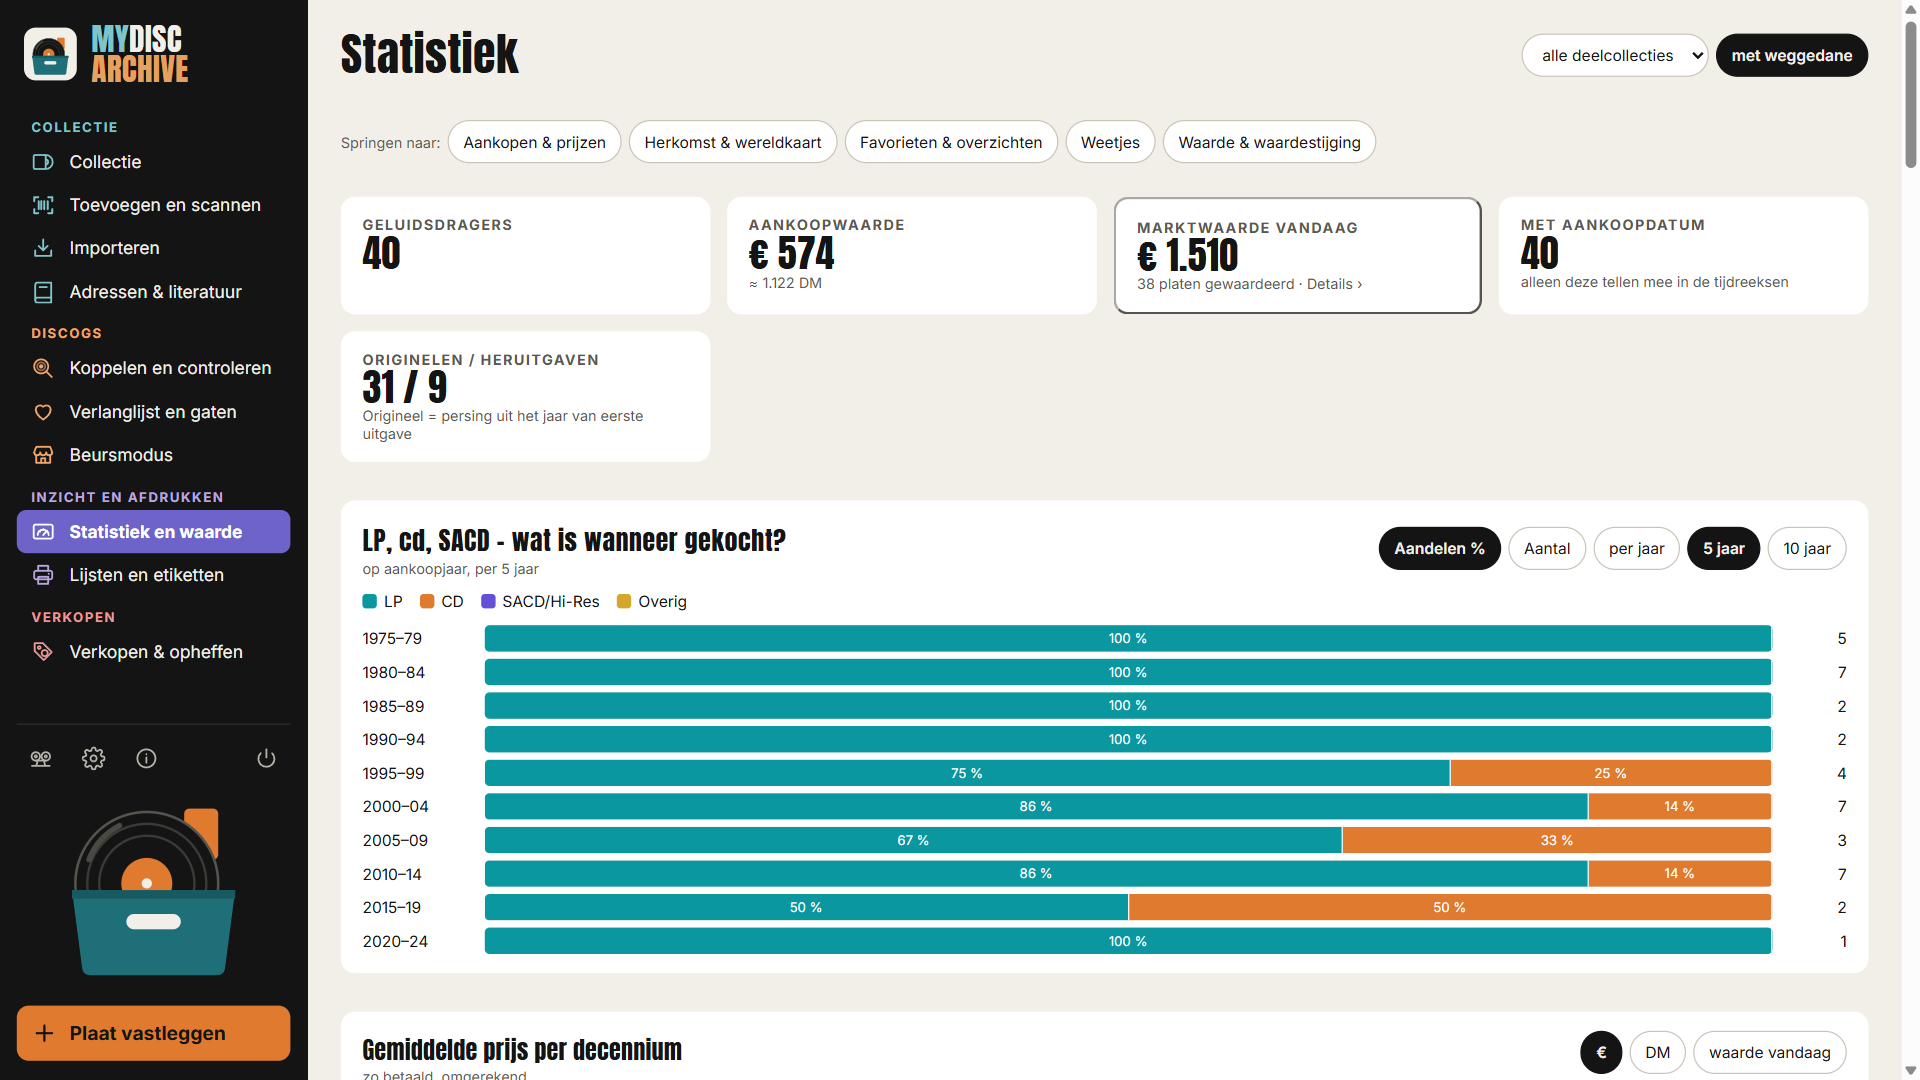 MYDISC
ARCHIVE
COLLECTIE
Collectie
Toevoegen en scannen
Importeren
Adressen & literatuur
DISCOGS
Koppelen en controleren
Verlanglijst en gaten
Beursmodus
INZICHT EN AFDRUKKEN
Statistiek en waarde
Lijsten en etiketten
VERKOPEN
Verkopen & opheffen
Plaat vastleggen
Statistiek
alle deelcollecties
met weggedane
Springen naar:
Aankopen & prijzen
Herkomst & wereldkaart
Favorieten & overzichten
Weetjes
Waarde & waardestijging
GELUIDSDRAGERS
40
AANKOOPWAARDE
€ 574
≈ 1.122 DM
MARKTWAARDE VANDAAG
€ 1.510
38 platen gewaardeerd · Details ›
MET AANKOOPDATUM
40
alleen deze tellen mee in de tijdreeksen
ORIGINELEN / HERUITGAVEN
31 / 9
Origineel = persing uit het jaar van eerste
uitgave
LP, cd, SACD - wat is wanneer gekocht?
op aankoopjaar, per 5 jaar
Aandelen %
Aantal
per jaar
5 jaar
10 jaar
LP
CD
SACD/Hi-Res
Overig
1975–79 100 % 5
1980–84 100 % 7
1985–89 100 % 2
1990–94 100 % 2
1995–99 75 % 25 % 4
2000–04 86 % 14 % 7
2005–09 67 % 33 % 3
2010–14 86 % 14 % 7
2015–19 50 % 50 % 2
2020–24 100 % 1
Gemiddelde prijs per decennium
zo betaald, omgerekend
€
DM
waarde vandaag